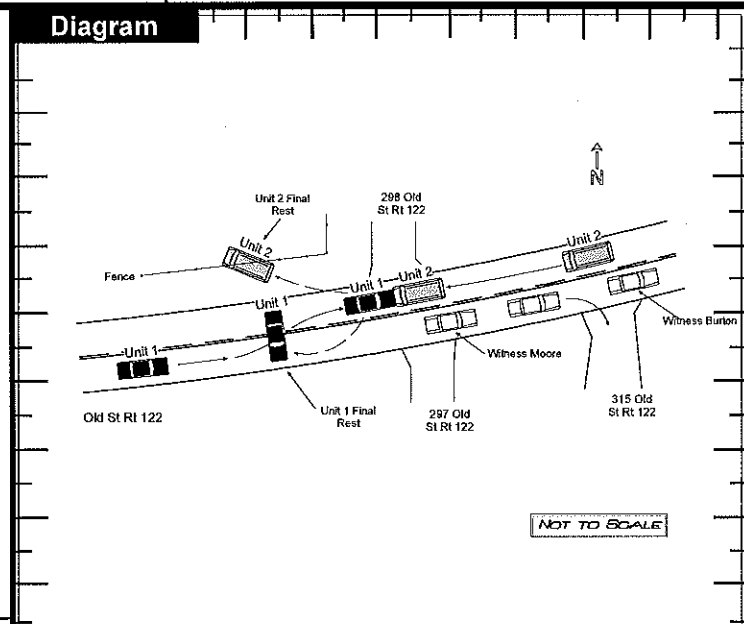 Diagram
N
Unit 2 Final
Rest
298 Old
St Rt 122
Unit 2
Unit 2
Fence
Unit 1
Unit 2
Unit 1
Unit 1
Witness Burton
Witness Moore
Old St Rt 122
Unit 1 Final
Rest
297 Old
St Rt 122
315 Old
St Rt 122
NOT TO SCALE